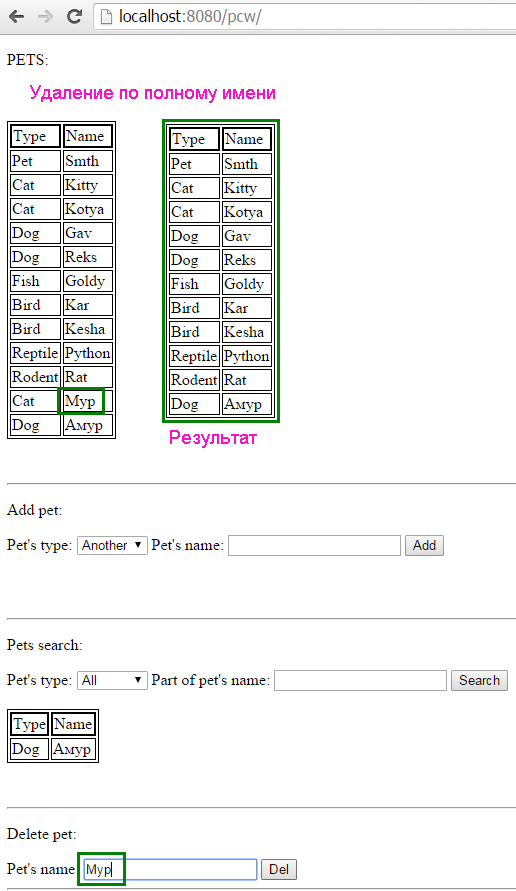 localhost:8080/pcw/
PETS:
Удаление по полному имени
Type Name
Pet Smth
Cat Kitty
Cat Kotya
Dog Gav
Dog Reks
Fish Goldy
Bird Kar
Bird Kesha
Reptile Python
Rodent Rat
Cat Мур
Dog Амур
Type Name
Pet Smth
Cat Kitty
Cat Kotya
Dog Gav
Dog Reks
Fish Goldy
Bird Kar
Bird Kesha
Reptile Python
Rodent Rat
Dog Амур
Результат
Add pet:
Pet's type: Another Pet's name: Add
Pets search:
Pet's type: All Part of pet's name: Search
Type Name
Dog Амур
Delete pet:
Pet's name Мур Del